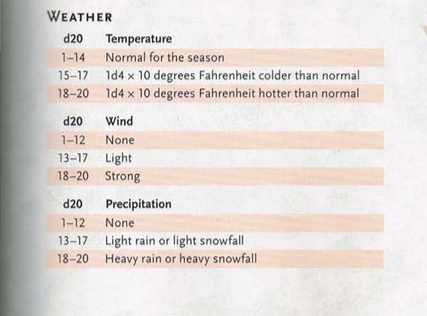 WEATHER
d20 Temperature
1–14 Normal for the season
15–17 1d4 × 10 degrees Fahrenheit colder than normal
18–20 1d4 × 10 degrees Fahrenheit hotter than normal
d20 Wind
1–12 None
13–17 Light
18–20 Strong
d20 Precipitation
1–12 None
13–17 Light rain or light snowfall
18–20 Heavy rain or heavy snowfall